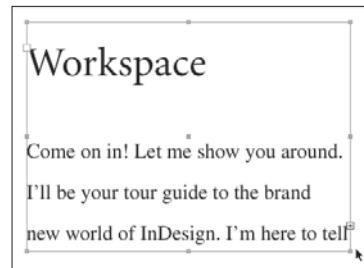 Workspace
Come on in! Let me show you around.
I’ll be your tour guide to the brand
new world of InDesign. I’m here to tell